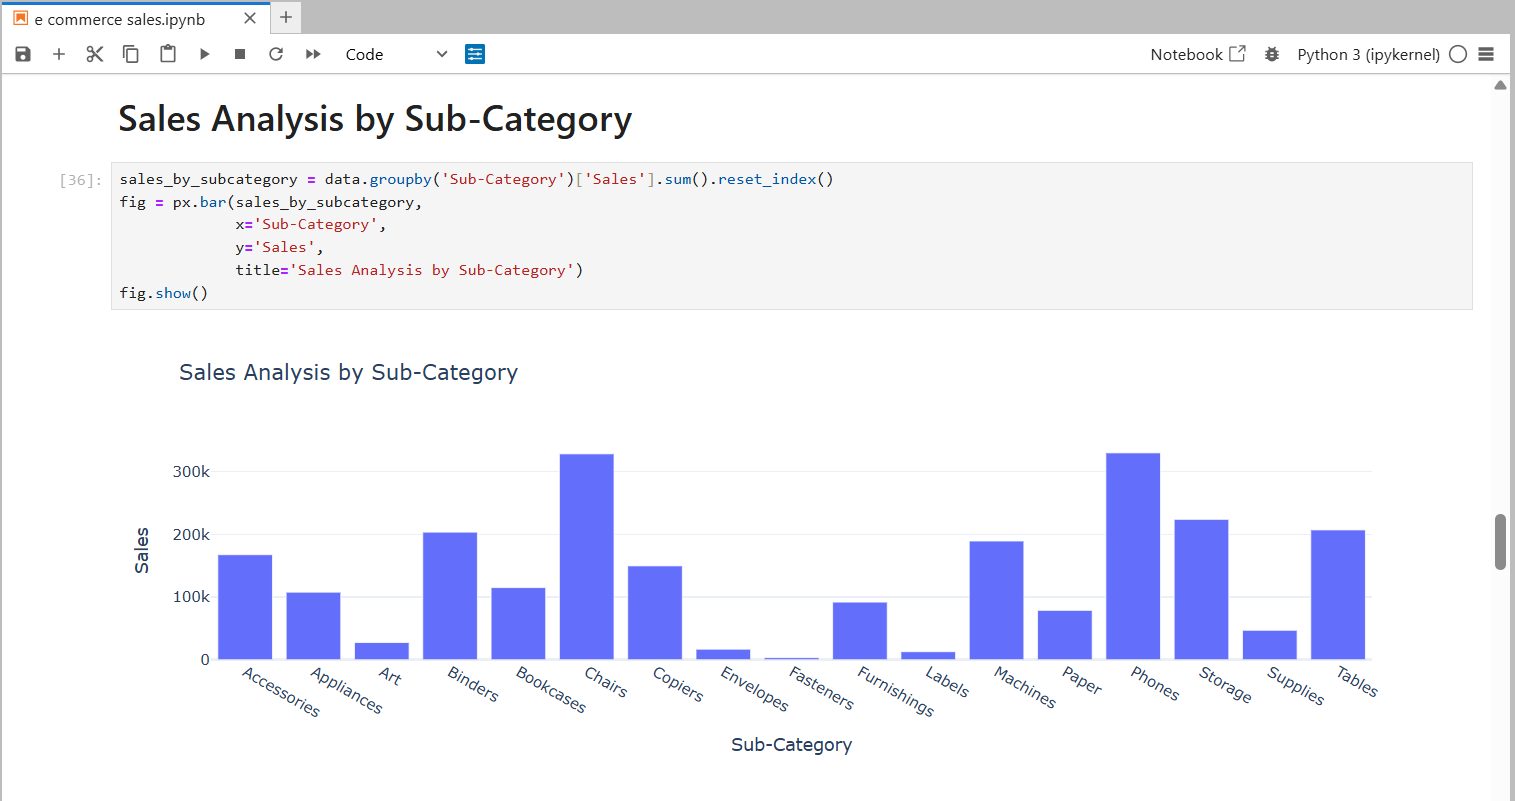 e commerce sales.ipynb
Code
Notebook
Python 3 (ipykernel)
Sales Analysis by Sub-Category
[36]:
sales_by_subcategory = data.groupby('Sub-Category')['Sales'].sum().reset_index()
fig = px.bar(sales_by_subcategory,
x='Sub-Category',
y='Sales',
title='Sales Analysis by Sub-Category')
fig.show()
Sales Analysis by Sub-Category
300k
200k
100k
0
Sales
Accessories
Appliances
Art
Binders
Bookcases
Chairs
Copiers
Envelopes
Fasteners
Furnishings
Labels
Machines
Paper
Phones
Storage
Supplies
Tables
Sub-Category